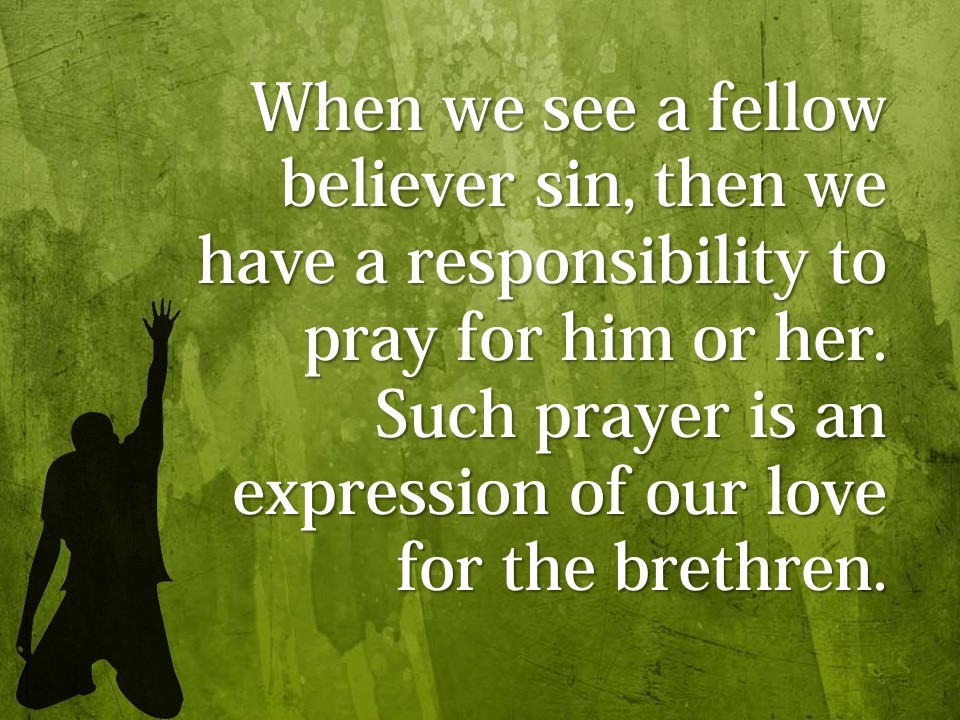 When we see a fellow
believer sin, then we
have a responsibility to
pray for him or her.
Such prayer is an
expression of our love
for the brethren.